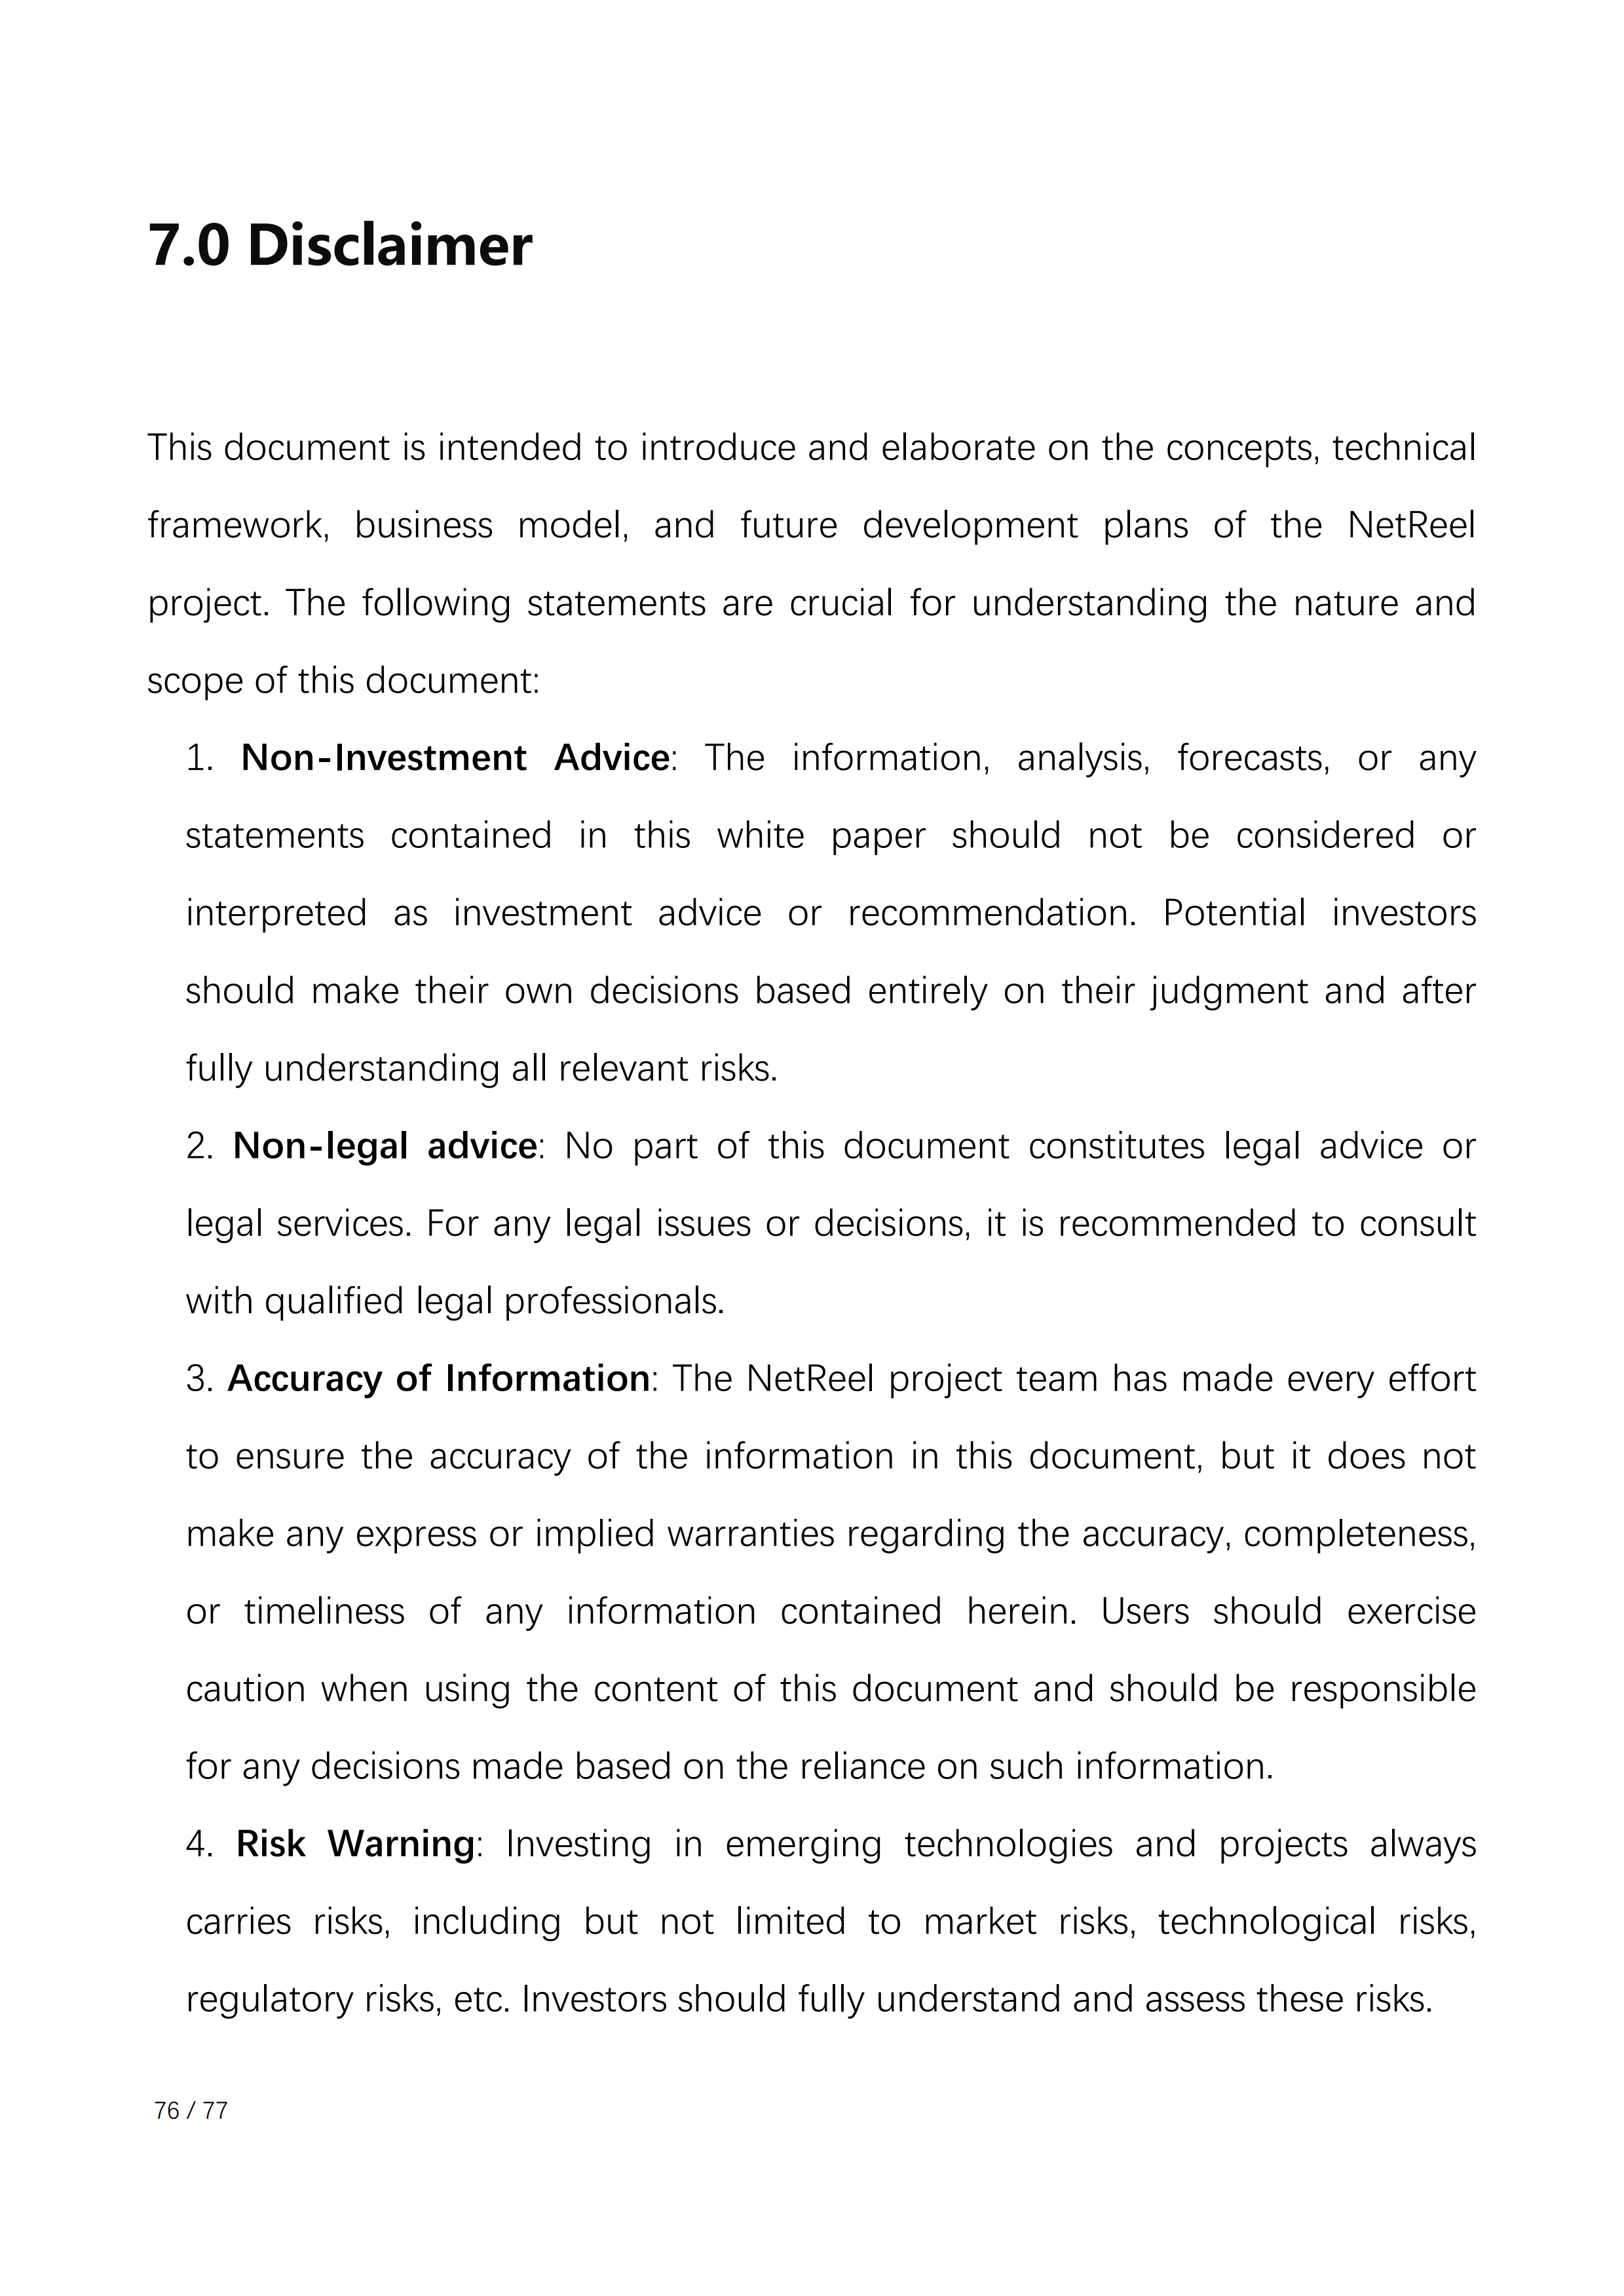 7.0 Disclaimer
This document is intended to introduce and elaborate on the concepts, technical
framework, business model, and future development plans of the NetReel
project. The following statements are crucial for understanding the nature and
scope of this document:
1. Non-Investment Advice: The information, analysis, forecasts, or any
statements contained in this white paper should not be considered or
interpreted as investment advice or recommendation. Potential investors
should make their own decisions based entirely on their judgment and after
fully understanding all relevant risks.
2. Non-legal advice: No part of this document constitutes legal advice or
legal services. For any legal issues or decisions, it is recommended to consult
with qualified legal professionals.
3. Accuracy of Information: The NetReel project team has made every effort
to ensure the accuracy of the information in this document, but it does not
make any express or implied warranties regarding the accuracy, completeness,
or timeliness of any information contained herein. Users should exercise
caution when using the content of this document and should be responsible
for any decisions made based on the reliance on such information.
4. Risk Warning: Investing in emerging technologies and projects always
carries risks, including but not limited to market risks, technological risks,
regulatory risks, etc. Investors should fully understand and assess these risks.
76 / 77